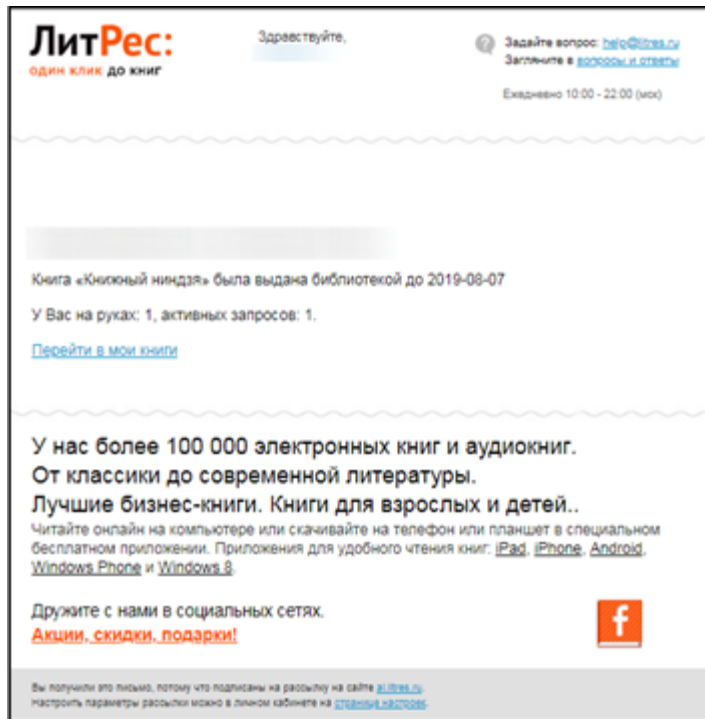 ЛитРес:
один клик до книг
Здравствуйте,
Задайте вопрос: help@litres.ru
Загляните в вопросы и ответы
Ежедневно 10:00 - 22:00 (мск)
Книга «Книжный ниндзя» была выдана библиотекой до 2019-08-07
У Вас на руках: 1, активных запросов: 1.
Перейти в мои книги
У нас более 100 000 электронных книг и аудиокниг.
От классики до современной литературы.
Лучшие бизнес-книги. Книги для взрослых и детей..
Читайте онлайн на компьютере или скачивайте на телефон или планшет в специальном
бесплатном приложении. Приложения для удобного чтения книг: iPad, iPhone, Android,
Windows Phone и Windows 8.
Дружите с нами в социальных сетях.
Акции, скидки, подарки!
f
Вы получили это письмо, потому что подписаны на рассылку на сайте al.litres.ru.
Настроить параметры рассылки можно в личном кабинете на странице настроек.